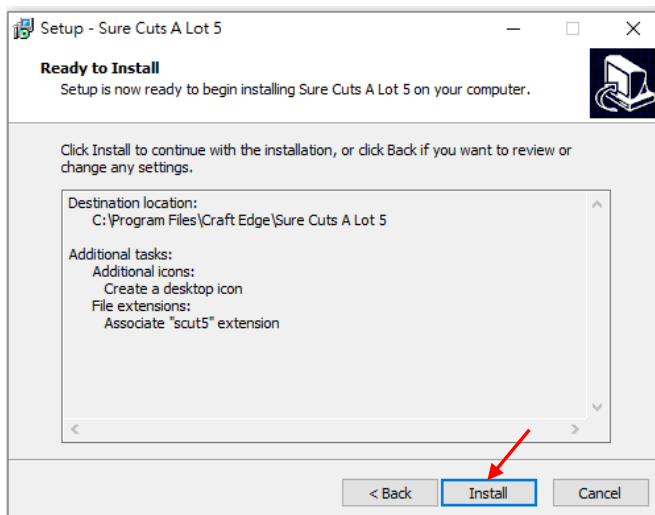 Setup - Sure Cuts A Lot 5
Ready to Install
Setup is now ready to begin installing Sure Cuts A Lot 5 on your computer.
Click Install to continue with the installation, or click Back if you want to review or
change any settings.
Destination location:
C:\Program Files\Craft Edge\Sure Cuts A Lot 5
Additional tasks:
Additional icons:
Create a desktop icon
File extensions:
Associate "scut5" extension
< Back
Install
Cancel